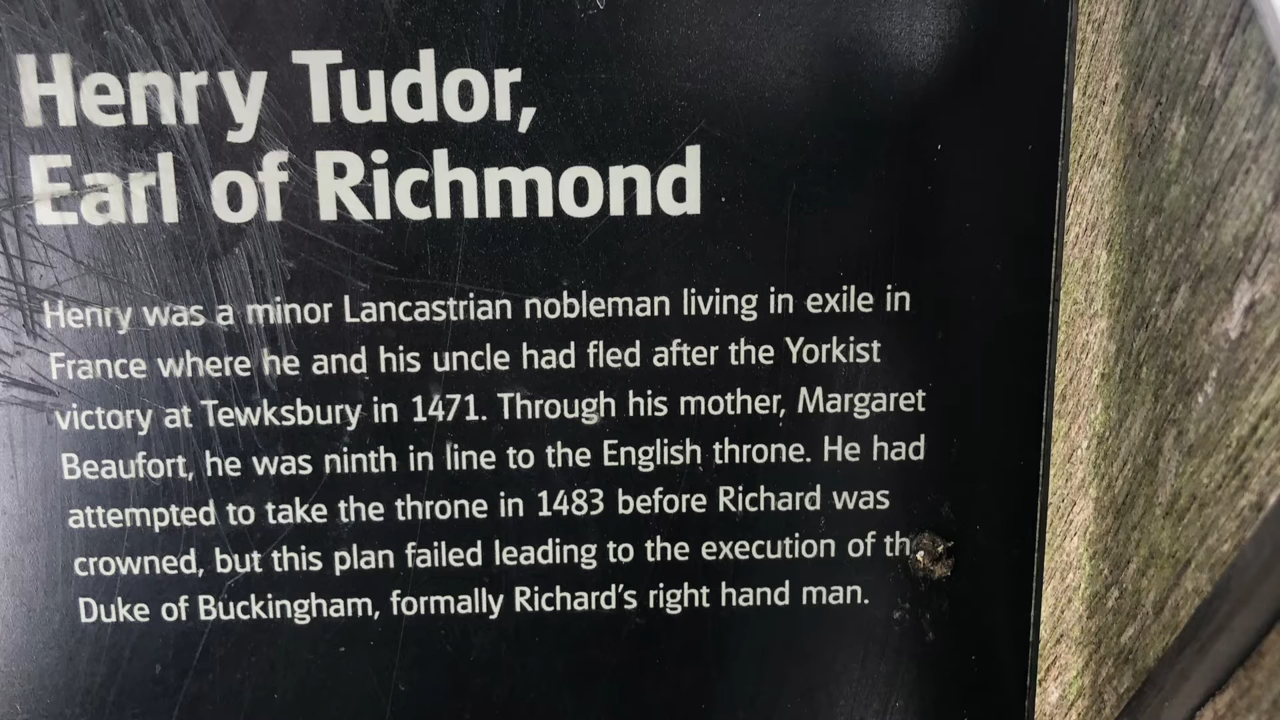 Henry Tudor,
Earl of Richmond
Henry was a minor Lancastrian nobleman living in exile in
France where he and his uncle had fled after the Yorkist
victory at Tewksbury in 1471. Through his mother, Margaret
Beaufort, he was ninth in line to the English throne. He had
attempted to take the throne in 1483 before Richard was
crowned, but this plan failed leading to the execution of the
Duke of Buckingham, formally Richard's right hand man.